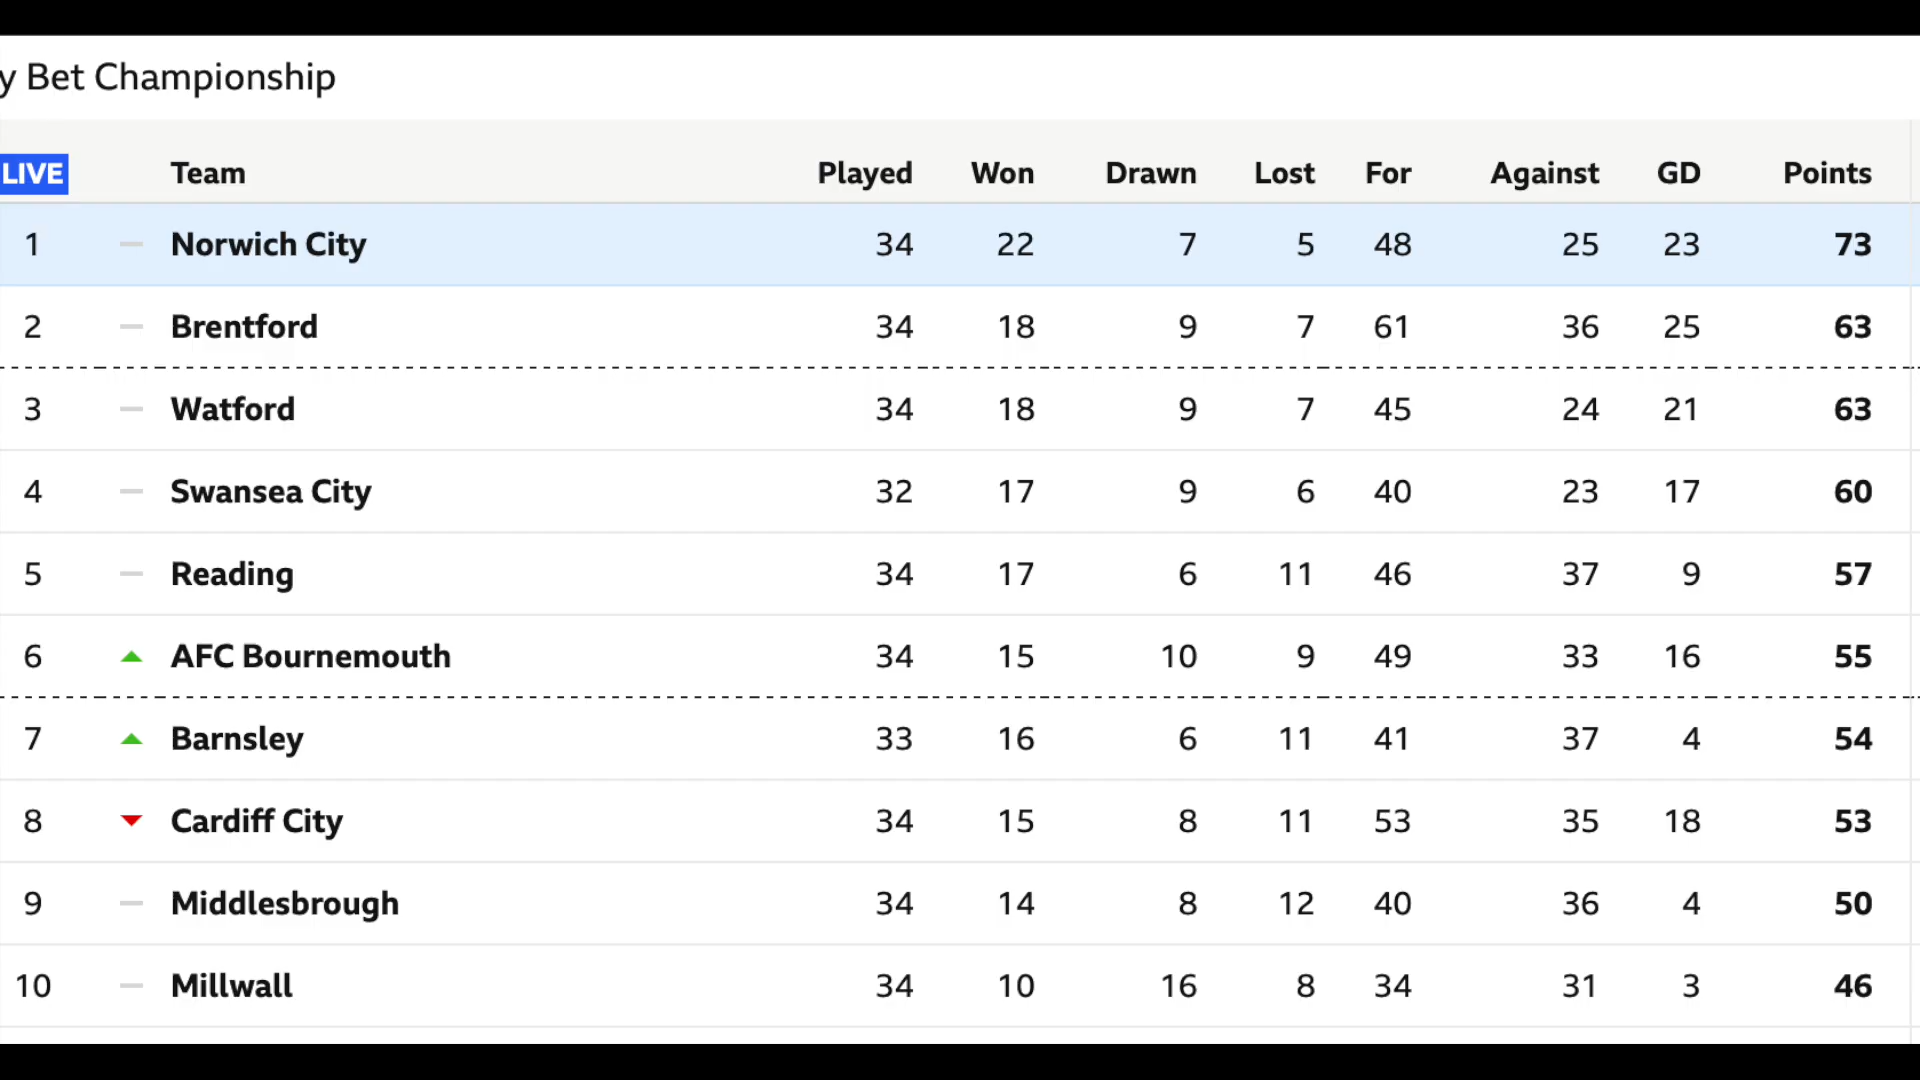 y Bet Championship
LIVE Team Played Won Drawn Lost For Against GD Points
1 Norwich City 34 22 7 5 48 25 23 73
2 Brentford 34 18 9 7 61 36 25 63
3 Watford 34 18 9 7 45 24 21 63
4 Swansea City 32 17 9 6 40 23 17 60
5 Reading 34 17 6 11 46 37 9 57
6 AFC Bournemouth 34 15 10 9 49 33 16 55
7 Barnsley 33 16 6 11 41 37 4 54
8 Cardiff City 34 15 8 11 53 35 18 53
9 Middlesbrough 34 14 8 12 40 36 4 50
10 Millwall 34 10 16 8 34 31 3 46